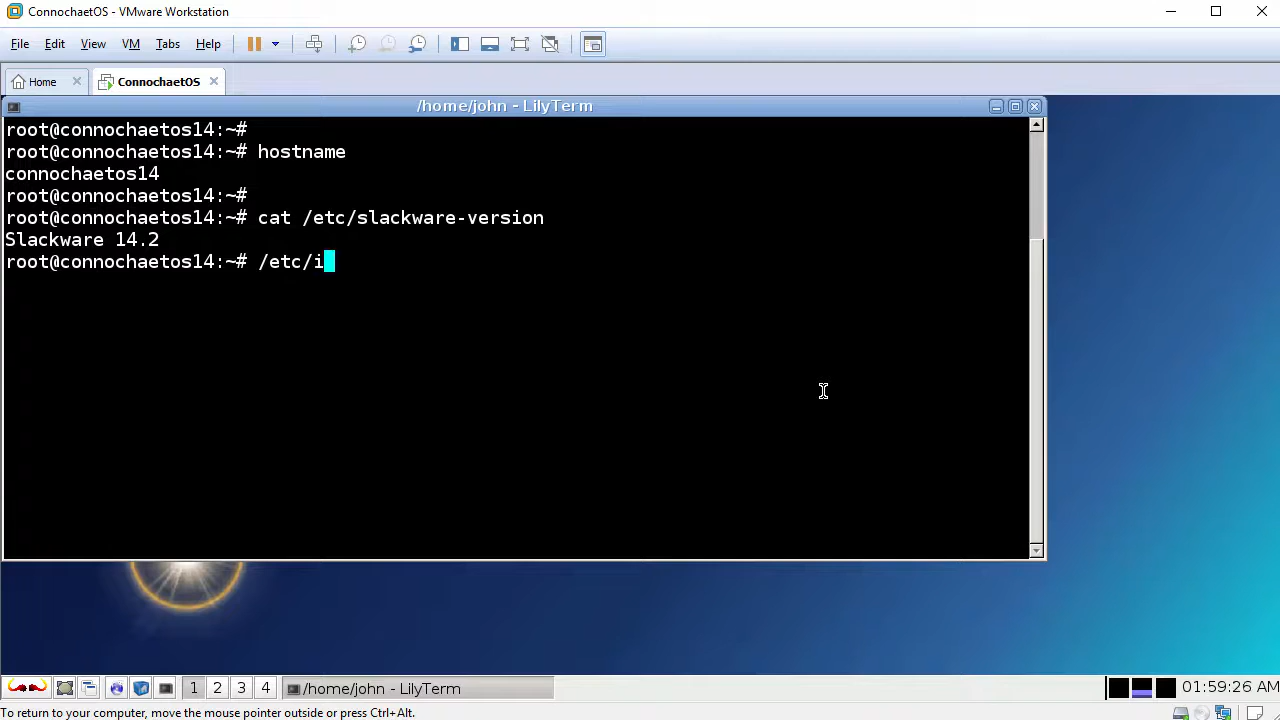 ConnochaetOS - VMware Workstation
File Edit View VM Tabs Help
Home ConnochaetOS
/home/john - LilyTerm
root@connochaetos14:~#
root@connochaetos14:~# hostname
connochaetos14
root@connochaetos14:~#
root@connochaetos14:~# cat /etc/slackware-version
Slackware 14.2
root@connochaetos14:~# /etc/i
1 2 3 4 /home/john - LilyTerm 01:59:26 AM
To return to your computer, move the mouse pointer outside or press Ctrl+Alt.